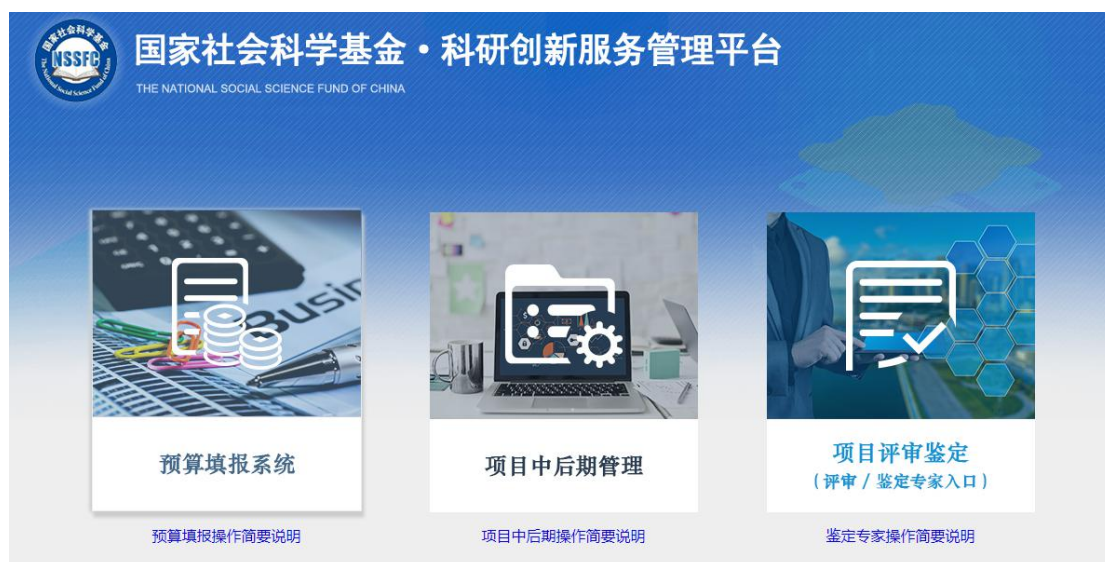 国家社会科学基金·科研创新服务管理平台
NSSFC
THE NATIONAL SOCIAL SCIENCE FUND OF CHINA
Busin
预算填报系统
项目中后期管理
项目评审鉴定
（评审 / 鉴定专家入口）
预算填报操作简要说明
项目中后期操作简要说明
鉴定专家操作简要说明